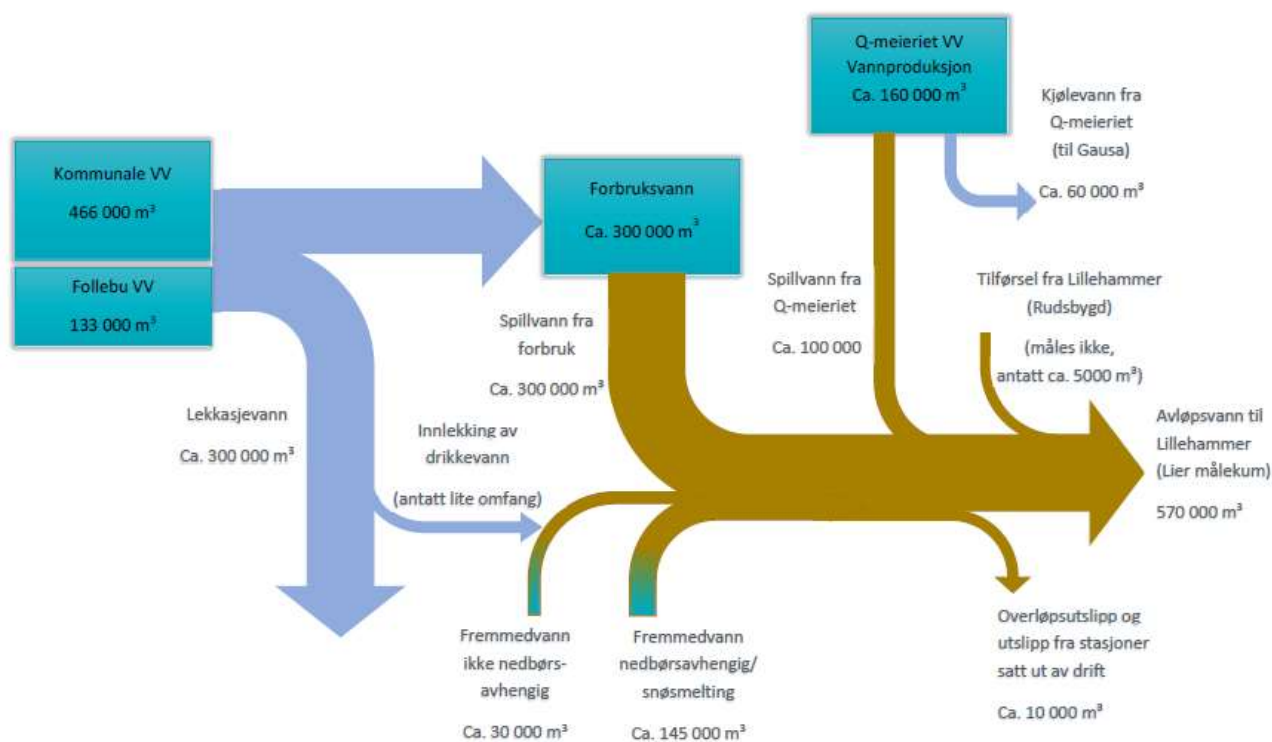 Q-meieriet VV
Vannproduksjon
Ca. 160 000 m³
Kjølevann fra
Q-meieriet
(til Gausa)
Ca. 60 000 m³
Kommunale VV
466 000 m³
Follebu VV
133 000 m³
Forbruksvann
Ca. 300 000 m³
Spillvann fra
forbruk
Ca. 300 000 m³
Spillvann fra
Q-meieriet
Ca. 100 000
Tilførsel fra Lillehammer
(Rudsbygd)
(måles ikke,
antatt ca. 5000 m³)
Lekkasjevann
Ca. 300 000 m³
Innlekking av
drikkevann
(antatt lite omfang)
Avløpsvann til
Lillehammer
(Lier målekum)
570 000 m³
Fremmedvann
ikke nedbørs-
avhengig
Ca. 30 000 m³
Fremmedvann
nedbørsavhengig/
snøsmelting
Ca. 145 000 m³
Overløpsutslipp og
utslipp fra stasjoner
satt ut av drift
Ca. 10 000 m³